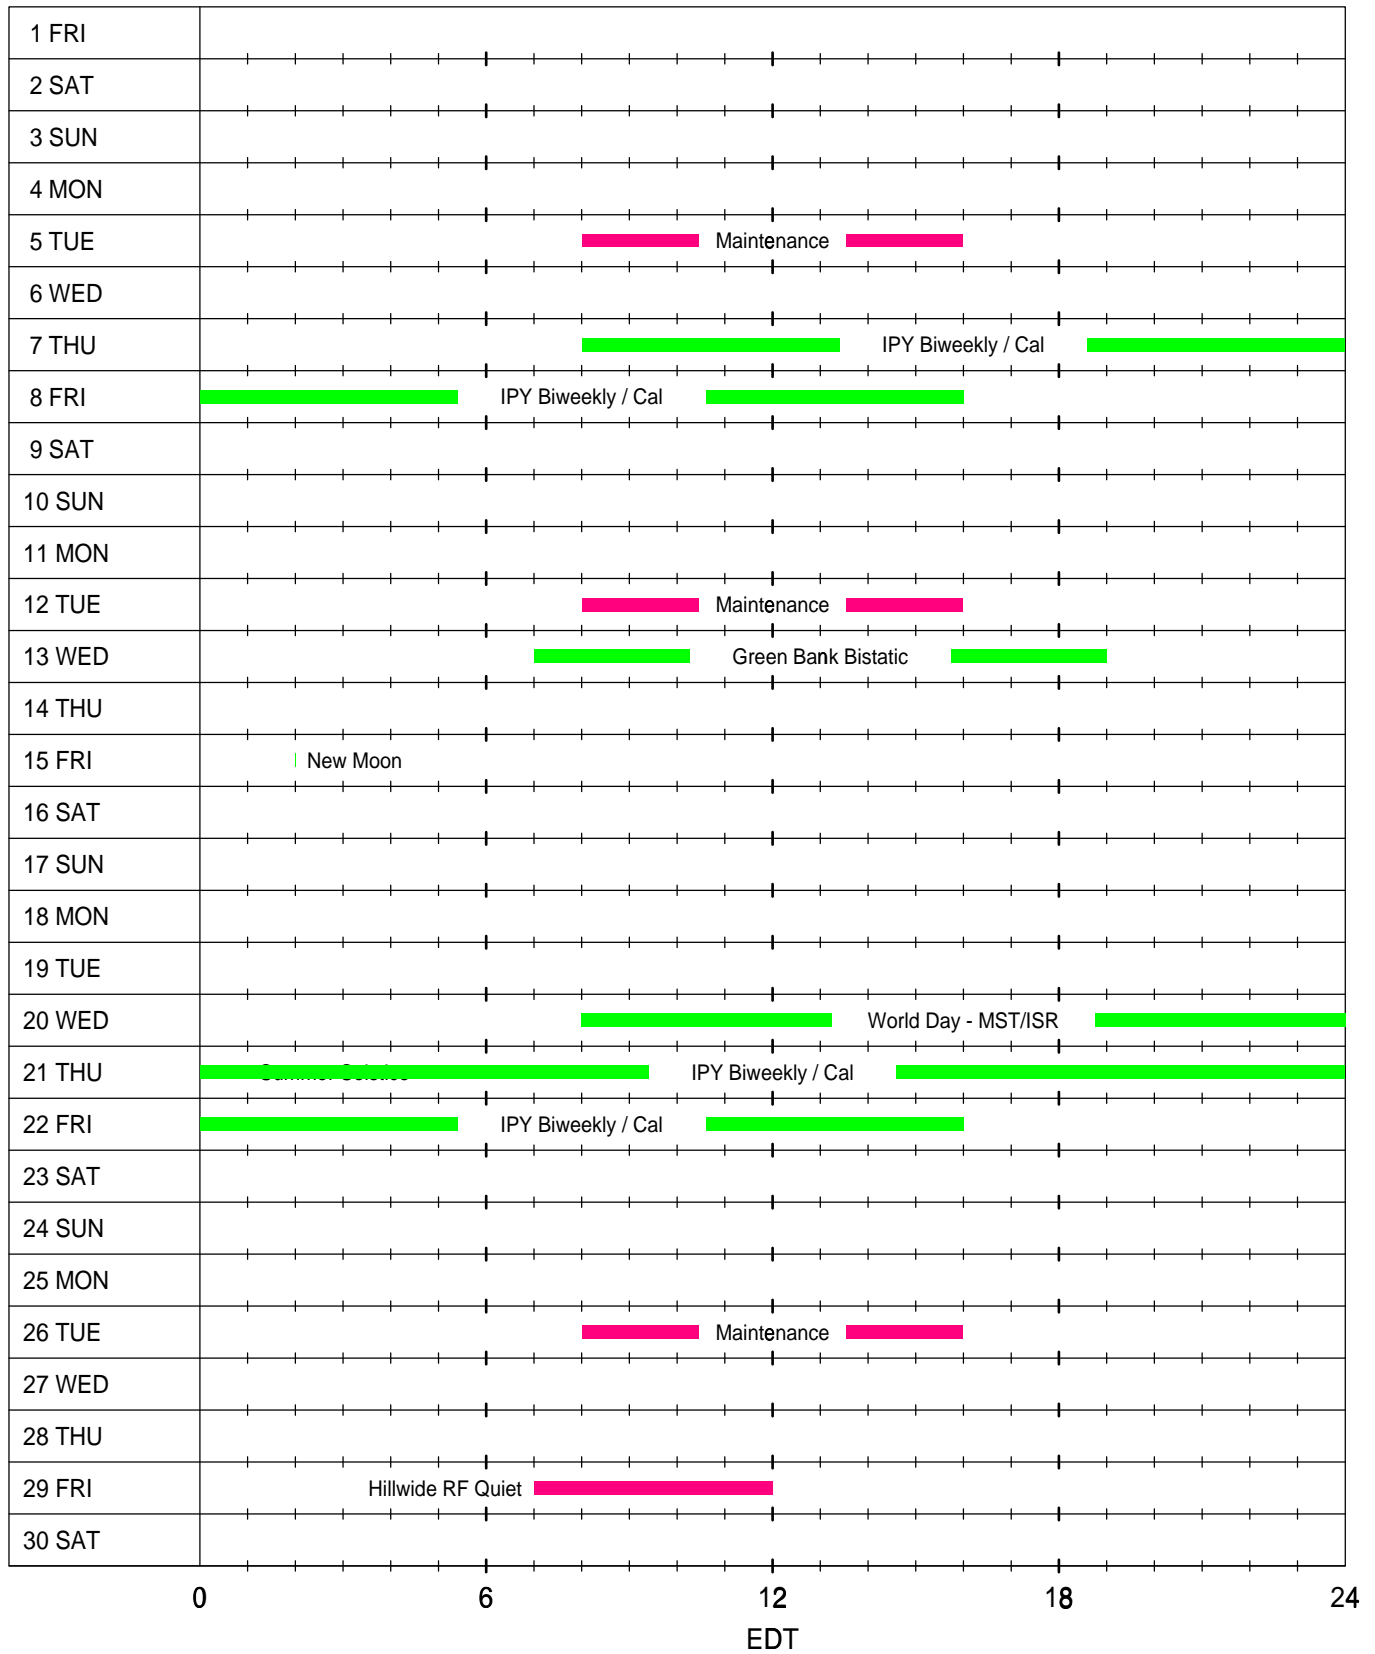 1 FRI
2 SAT
3 SUN
4 MON
5 TUE Maintenance
6 WED
7 THU IPY Biweekly / Cal
8 FRI IPY Biweekly / Cal
9 SAT
10 SUN
11 MON
12 TUE Maintenance
13 WED Green Bank Bistatic
14 THU
15 FRI New Moon
16 SAT
17 SUN
18 MON
19 TUE
20 WED World Day - MST/ISR
21 THU IPY Biweekly / Cal
22 FRI IPY Biweekly / Cal
23 SAT
24 SUN
25 MON
26 TUE Maintenance
27 WED
28 THU
29 FRI Hillwide RF Quiet
30 SAT
0 6 12 18 24
EDT